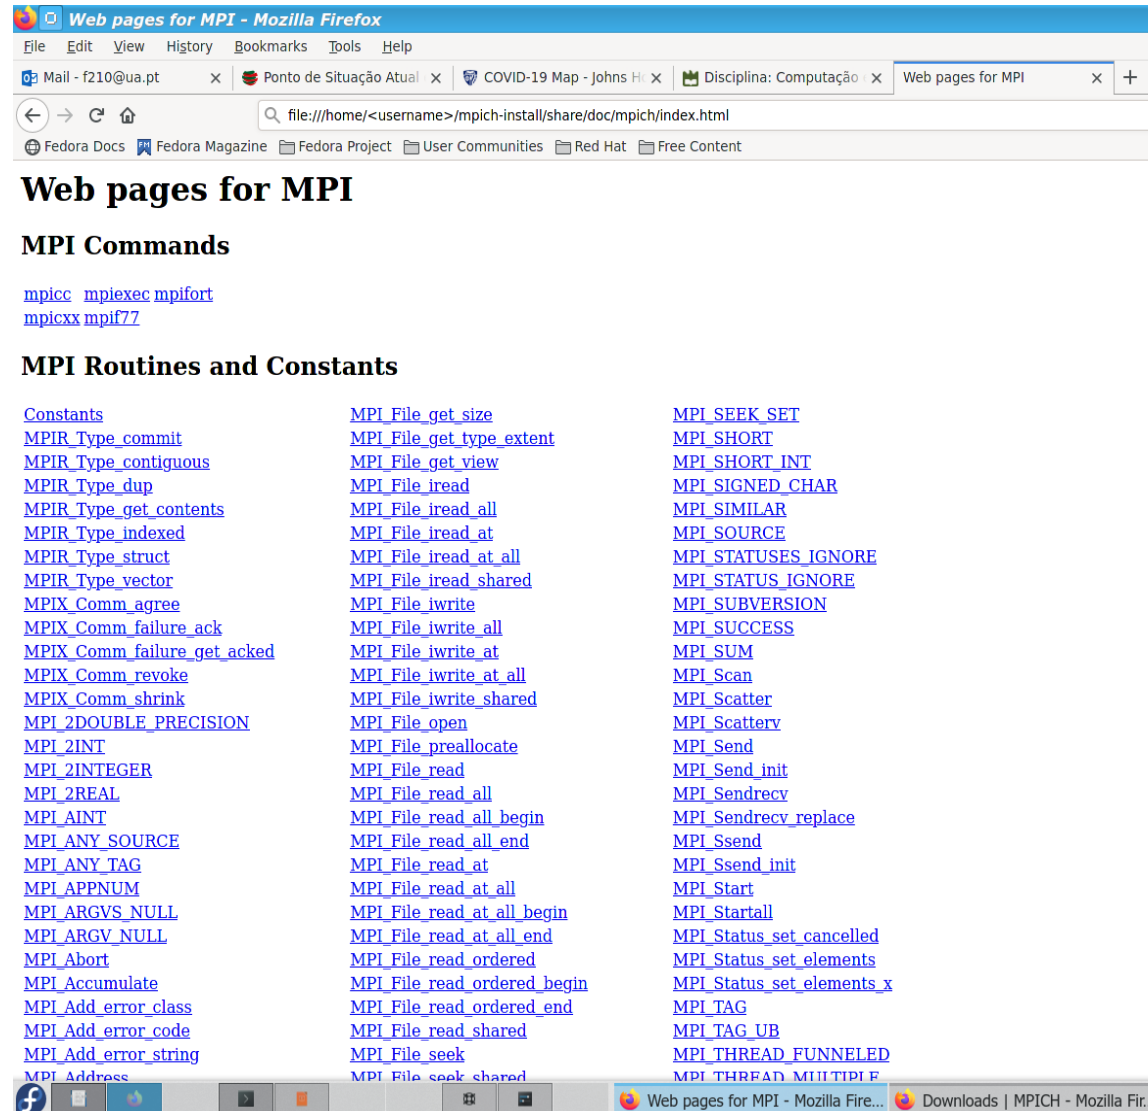 Web pages for MPI - Mozilla Firefox
File Edit View History Bookmarks Tools Help
Mail - f210@ua.pt × Ponto de Situação Atual × COVID-19 Map - Johns Ho × Disciplina: Computação × Web pages for MPI × +
file:///home/<username>/mpich-install/share/doc/mpich/index.html
Fedora Docs Fedora Magazine Fedora Project User Communities Red Hat Free Content
Web pages for MPI
MPI Commands
mpicc mpiexec mpifort
mpicxx mpif77
MPI Routines and Constants
Constants MPI_File_get_size MPI_SEEK_SET
MPIR_Type_commit MPI_File_get_type_extent MPI_SHORT
MPIR_Type_contiguous MPI_File_get_view MPI_SHORT_INT
MPIR_Type_dup MPI_File_iread MPI_SIGNED_CHAR
MPIR_Type_get_contents MPI_File_iread_all MPI_SIMILAR
MPIR_Type_indexed MPI_File_iread_at MPI_SOURCE
MPIR_Type_struct MPI_File_iread_at_all MPI_STATUSES_IGNORE
MPIR_Type_vector MPI_File_iread_shared MPI_STATUS_IGNORE
MPIX_Comm_agree MPI_File_iwrite MPI_SUBVERSION
MPIX_Comm_failure_ack MPI_File_iwrite_all MPI_SUCCESS
MPIX_Comm_failure_get_acked MPI_File_iwrite_at MPI_SUM
MPIX_Comm_revoke MPI_File_iwrite_at_all MPI_Scan
MPIX_Comm_shrink MPI_File_iwrite_shared MPI_Scatter
MPI_2DOUBLE_PRECISION MPI_File_open MPI_Scatterv
MPI_2INT MPI_File_preallocate MPI_Send
MPI_2INTEGER MPI_File_read MPI_Send_init
MPI_2REAL MPI_File_read_all MPI_Sendrecv
MPI_AINT MPI_File_read_all_begin MPI_Sendrecv_replace
MPI_ANY_SOURCE MPI_File_read_all_end MPI_Ssend
MPI_ANY_TAG MPI_File_read_at MPI_Ssend_init
MPI_APPNUM MPI_File_read_at_all MPI_Start
MPI_ARGVS_NULL MPI_File_read_at_all_begin MPI_Startall
MPI_ARGV_NULL MPI_File_read_at_all_end MPI_Status_set_cancelled
MPI_Abort MPI_File_read_ordered MPI_Status_set_elements
MPI_Accumulate MPI_File_read_ordered_begin MPI_Status_set_elements_x
MPI_Add_error_class MPI_File_read_ordered_end MPI_TAG
MPI_Add_error_code MPI_File_read_shared MPI_TAG_UB
MPI_Add_error_string MPI_File_seek MPI_THREAD_FUNNELED
MPI_Address MPI_File_seek_shared MPI_THREAD_MULTIPLE
Web pages for MPI - Mozilla Fire... Downloads | MPICH - Mozilla Fir